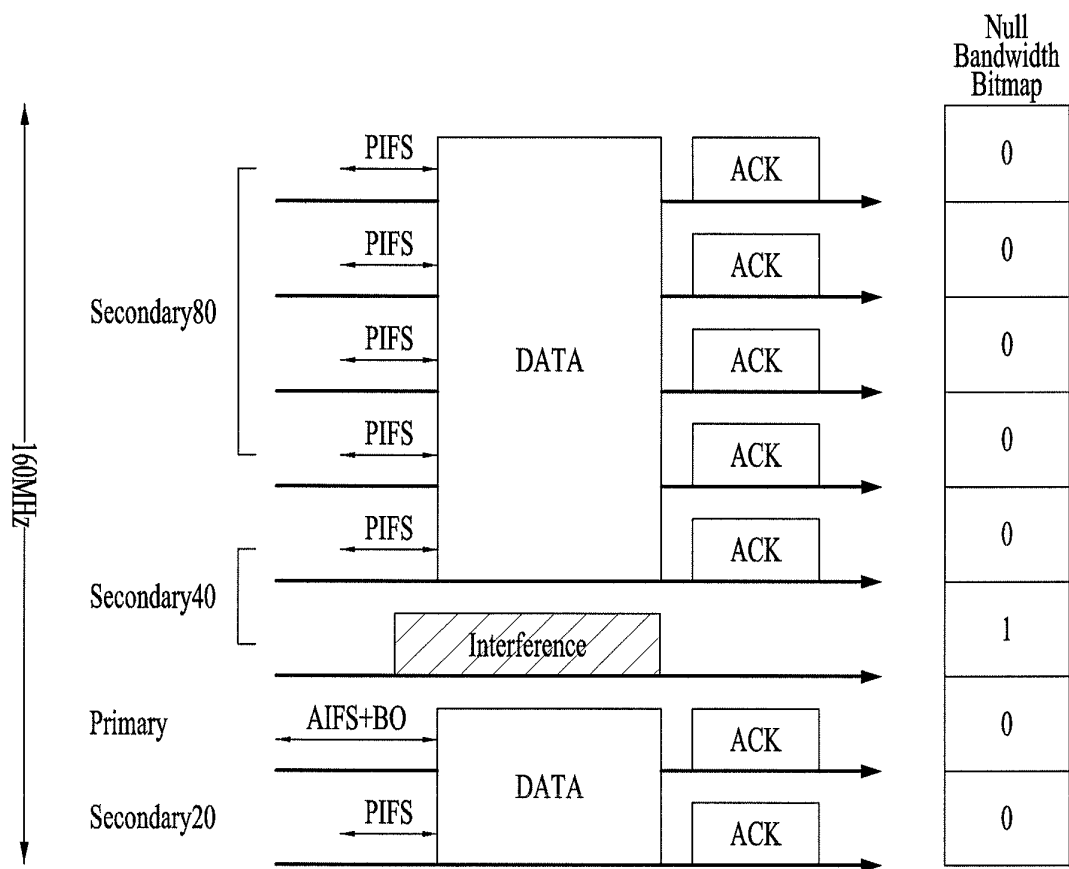 Null
Bandwidth
Bitmap
160MHz
PIFS
ACK
0
PIFS
ACK
0
Secondary80
PIFS
DATA
ACK
0
PIFS
ACK
0
PIFS
ACK
0
Secondary40
Interference
1
Primary
AIFS+BO
ACK
0
DATA
Secondary20
PIFS
ACK
0